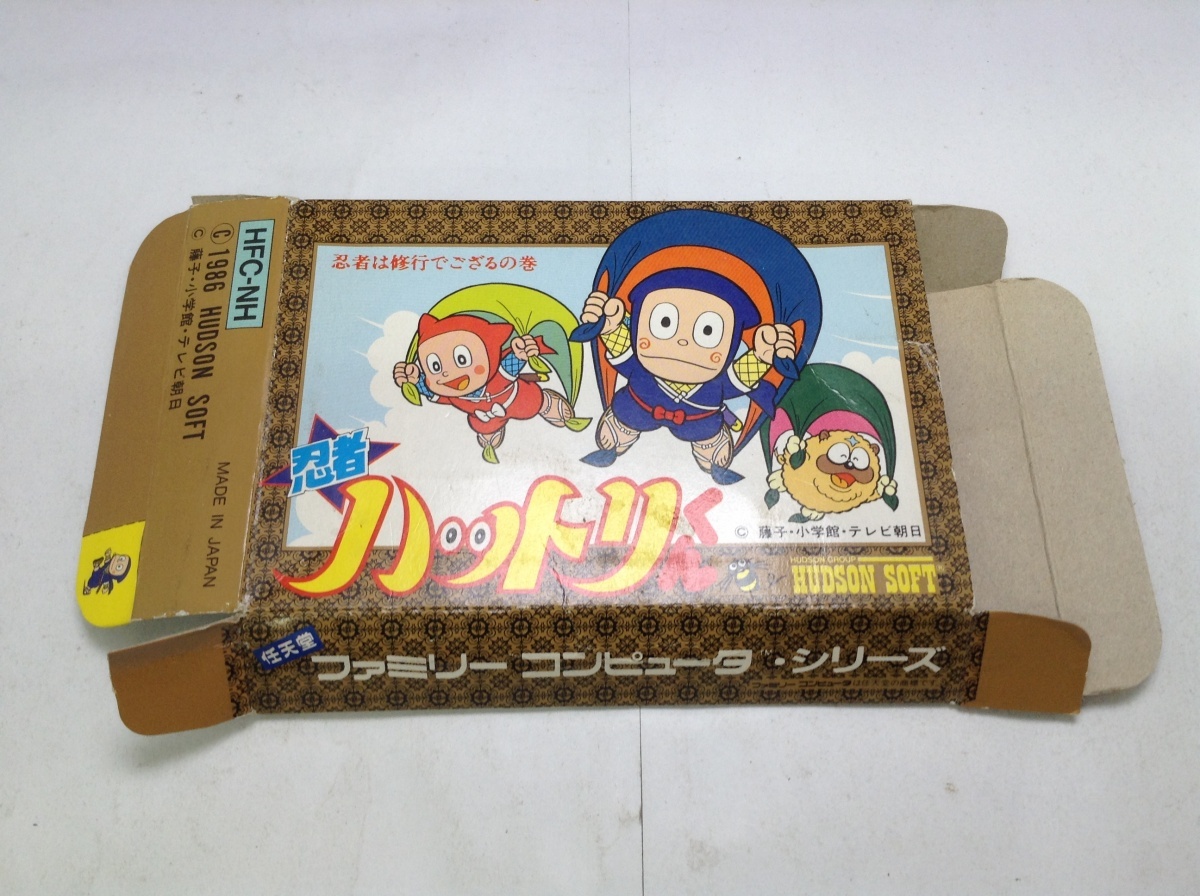 HFC-NH
© 1986 HUDSON SOFT
© 藤子・小学館・テレビ朝日
MADE IN JAPAN
忍者は修行でござるの巻
忍者
ハットリくん
© 藤子・小学館・テレビ朝日
HUDSON GROUP
HUDSON SOFT
任天堂
ファミリー コンピュータ・シリーズ